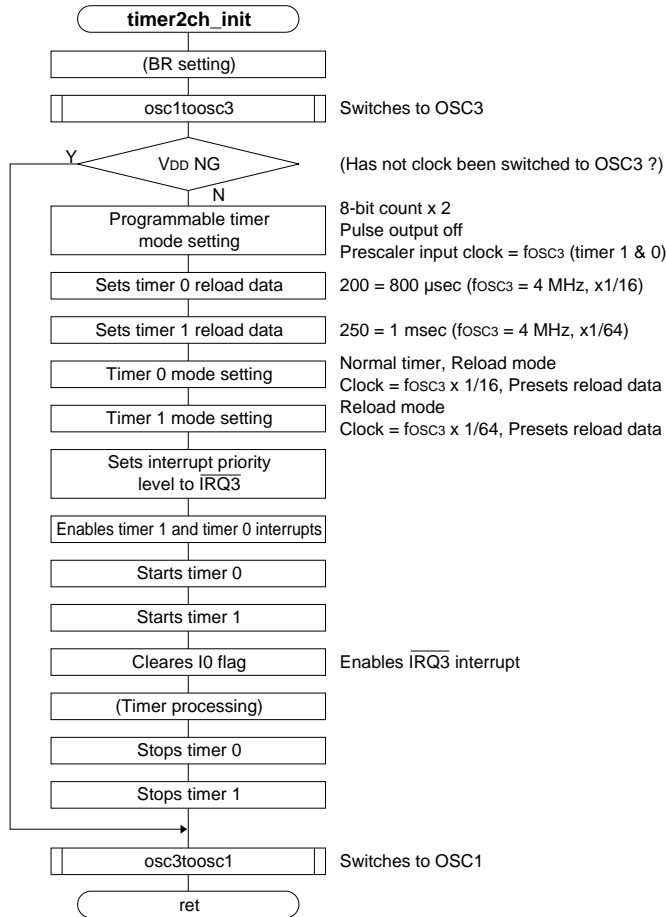 timer2ch_init
(BR setting)
osc1toosc3 Switches to OSC3
Y VDD NG (Has not clock been switched to OSC3 ?)
N
Programmable timer
mode setting
8-bit count x 2
Pulse output off
Prescaler input clock = fOSC3 (timer 1 & 0)
Sets timer 0 reload data 200 = 800 µsec (fOSC3 = 4 MHz, x1/16)
Sets timer 1 reload data 250 = 1 msec (fOSC3 = 4 MHz, x1/64)
Timer 0 mode setting
Normal timer, Reload mode
Clock = fOSC3 x 1/16, Presets reload data
Timer 1 mode setting
Reload mode
Clock = fOSC3 x 1/64, Presets reload data
Sets interrupt priority
level to IRQ3
Enables timer 1 and timer 0 interrupts
Starts timer 0
Starts timer 1
Cleares I0 flag Enables IRQ3 interrupt
(Timer processing)
Stops timer 0
Stops timer 1
osc3toosc1 Switches to OSC1
ret